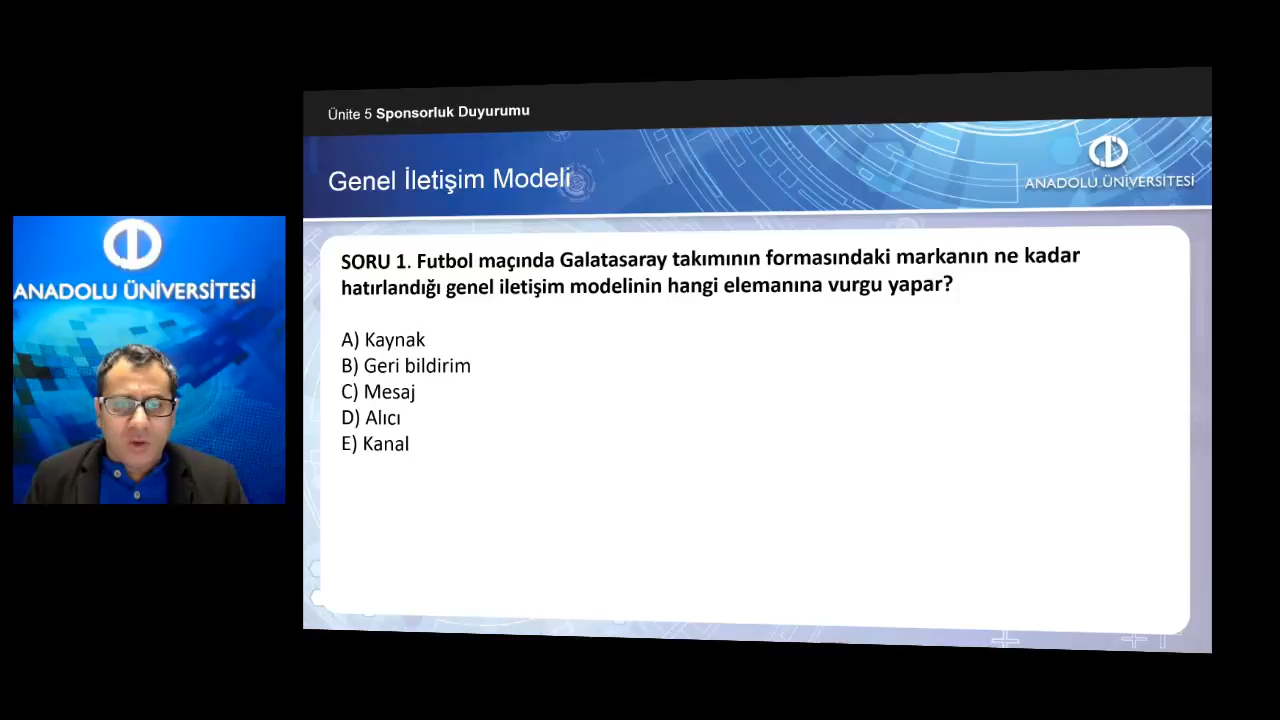 Ünite 5 Sponsorluk Duyurumu
Genel İletişim Modeli
ANADOLU ÜNİVERSİTESİ
SORU 1. Futbol maçında Galatasaray takımının formasındaki markanın ne kadar
hatırlandığı genel iletişim modelinin hangi elemanına vurgu yapar?
A) Kaynak
B) Geri bildirim
C) Mesaj
D) Alıcı
E) Kanal
ANADOLU ÜNİVERSİTESİ